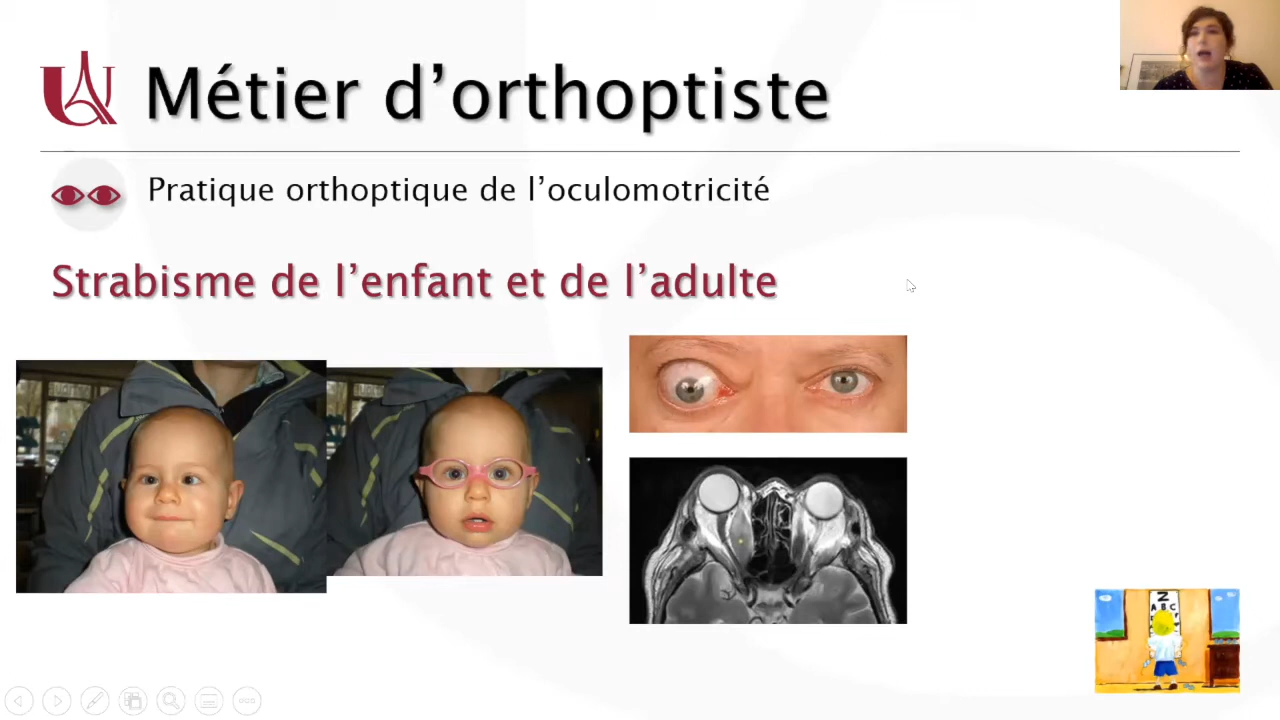 Métier d'orthoptiste
Pratique orthoptique de l'oculomotricité
Strabisme de l'enfant et de l'adulte
Z
A B C